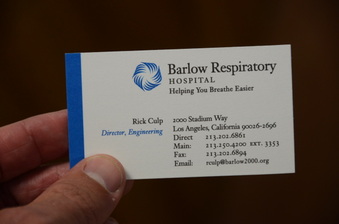 Barlow Respiratory
HOSPITAL
Helping You Breathe Easier
Rick Culp
Director, Engineering
2000 Stadium Way
Los Angeles, California 90026-2696
Direct 213.202.6861
Main: 213.250.4200 EXT. 3353
Fax: 213.202.6894
Email: rculp@barlow2000.org